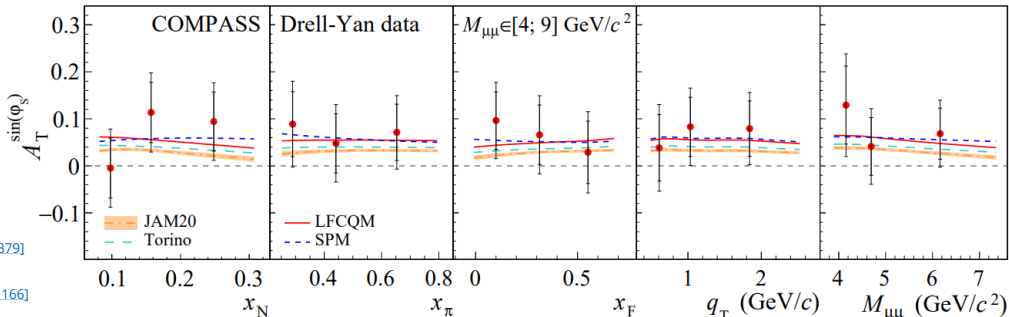 COMPASS Drell-Yan data M_μμ∈[4; 9] GeV/c²
A_T^sin(φ_S)
0.3
0.2
0.1
0
−0.1
JAM20 LFCQM
Torino SPM
379]
166]
0.1 0.2 0.3 0.2 0.4 0.6 0.8 0 0.5 1 2 4 5 6 7
x_N x_π x_F q_T (GeV/c) M_μμ (GeV/c²)